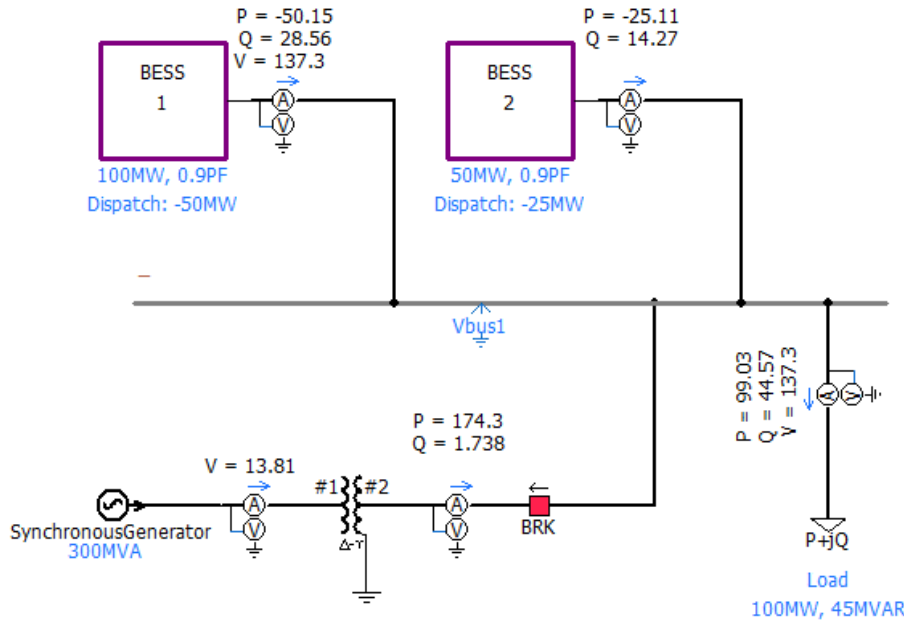 P = -50.15
Q = 28.56
V = 137.3
P = -25.11
Q = 14.27
BESS
1
A
V
BESS
2
A
V
100MW, 0.9PF
Dispatch: -50MW
50MW, 0.9PF
Dispatch: -25MW
Vbus1
P = 99.03
Q = 44.57
V = 137.3
A
V
P = 174.3
Q = 1.738
V = 13.81
#1
#2
A
V
A
V
BRK
SynchronousGenerator
300MVA
Δ-Y
P+jQ
Load
100MW, 45MVAR